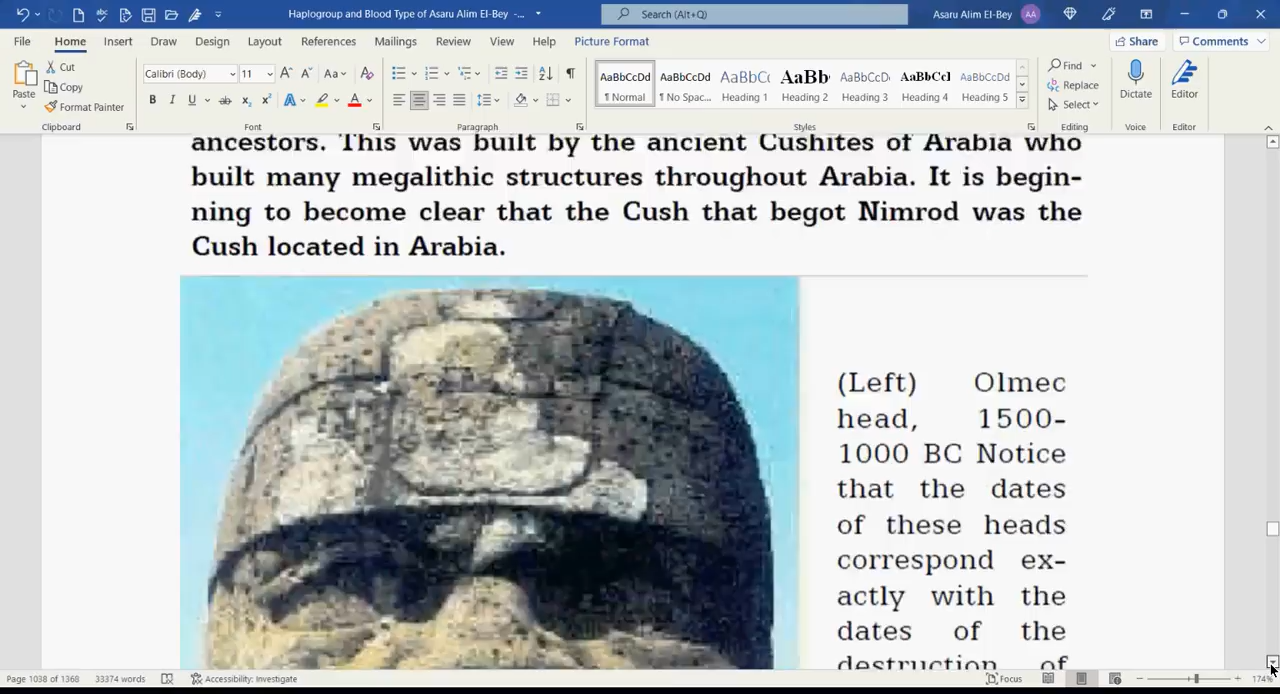 Haplogroup and Blood Type of Asaru Alim El-Bey -...
Search (Alt+Q)
Asaru Alim El-Bey AA
File Home Insert Draw Design Layout References Mailings Review View Help Picture Format Share Comments
Paste Cut Copy Format Painter
Calibri (Body) 11
AaBbCcDd AaBbCcDd AaBbCc AaBb AaBbCcDd AaBbCcI AaBbCcDd
¶ Normal ¶ No Spac... Heading 1 Heading 2 Heading 3 Heading 4 Heading 5
Find Replace Select
Dictate Editor
Clipboard Font Paragraph Styles Editing Voice Editor
ancestors. This was built by the ancient Cushites of Arabia who
built many megalithic structures throughout Arabia. It is begin-
ning to become clear that the Cush that begot Nimrod was the
Cush located in Arabia.
(Left) Olmec
head, 1500-
1000 BC Notice
that the dates
of these heads
correspond ex-
actly with the
dates of the
destruction of
Page 1038 of 1368 33374 words Accessibility: Investigate Focus 174%